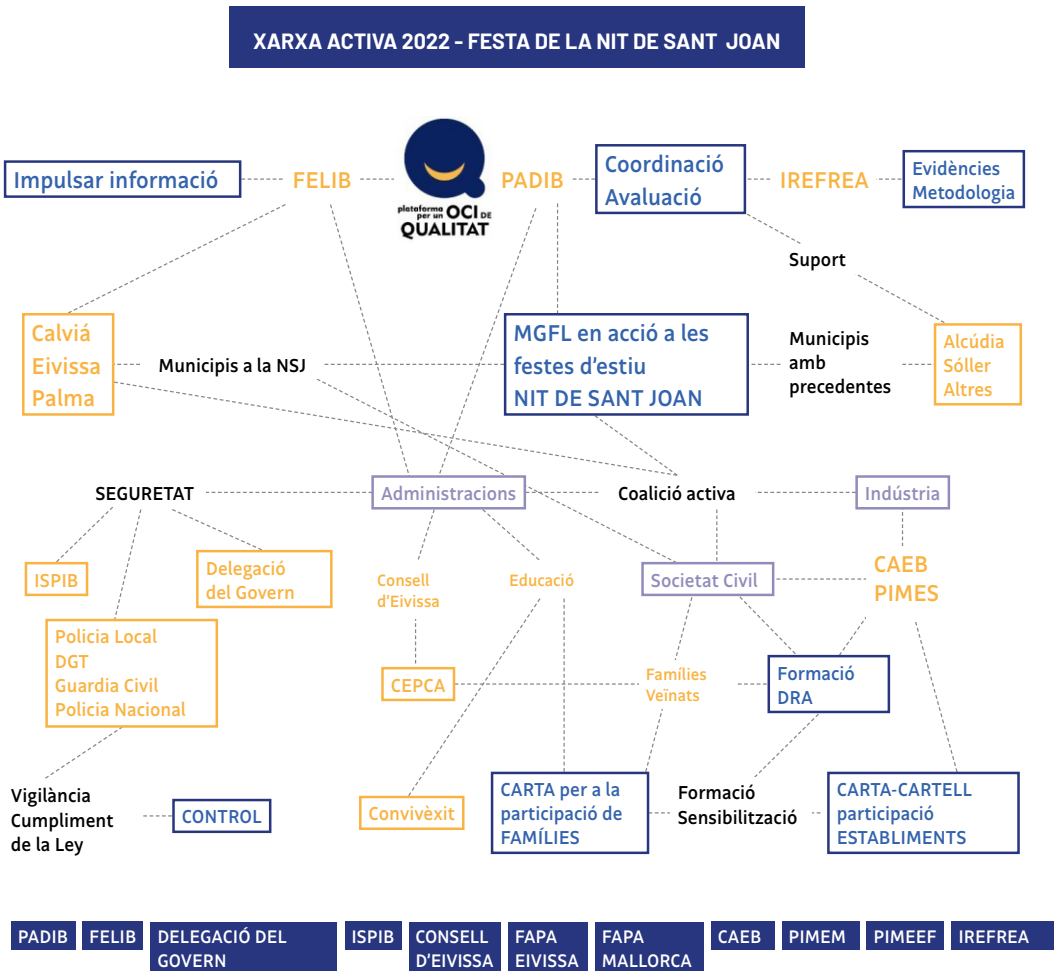 XARXA ACTIVA 2022 - FESTA DE LA NIT DE SANT JOAN
Impulsar informació
FELIB
plataforma
per un OCI DE
QUALITAT
PADIB
Coordinació
Avaluació
IREFREA
Evidències
Metodologia
Suport
Calviá
Eivissa
Palma
Municipis a la NSJ
MGFL en acció a les
festes d'estiu
NIT DE SANT JOAN
Municipis
amb
precedentes
Alcúdia
Sóller
Altres
SEGURETAT
Administracions
Coalició activa
Indústria
ISPIB
Delegació
del Govern
Consell
d'Eivissa
Educació
Societat Civil
CAEB
PIMES
Policia Local
DGT
Guardia Civil
Policia Nacional
CEPCA
Famílies
Veïnats
Formació
DRA
Vigilància
Cumpliment
de la Ley
CONTROL
Convivèxit
CARTA per a la
participació de
FAMÍLIES
Formació
Sensibilització
CARTA-CARTELL
participació
ESTABLIMENTS
PADIB
FELIB
DELEGACIÓ DEL
GOVERN
ISPIB
CONSELL
D'EIVISSA
FAPA
EIVISSA
FAPA
MALLORCA
CAEB
PIMEM
PIMEEF
IREFREA